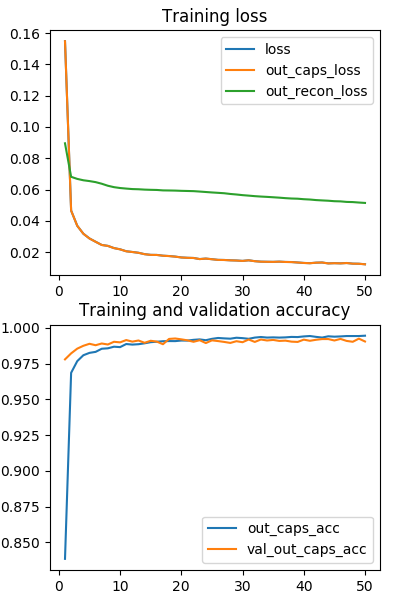 Training loss
0.16
0.14
0.12
0.10
0.08
0.06
0.04
0.02
loss
out_caps_loss
out_recon_loss
0 10 20 30 40 50
Training and validation accuracy
1.000
0.975
0.950
0.925
0.900
0.875
0.850
out_caps_acc
val_out_caps_acc
0 10 20 30 40 50